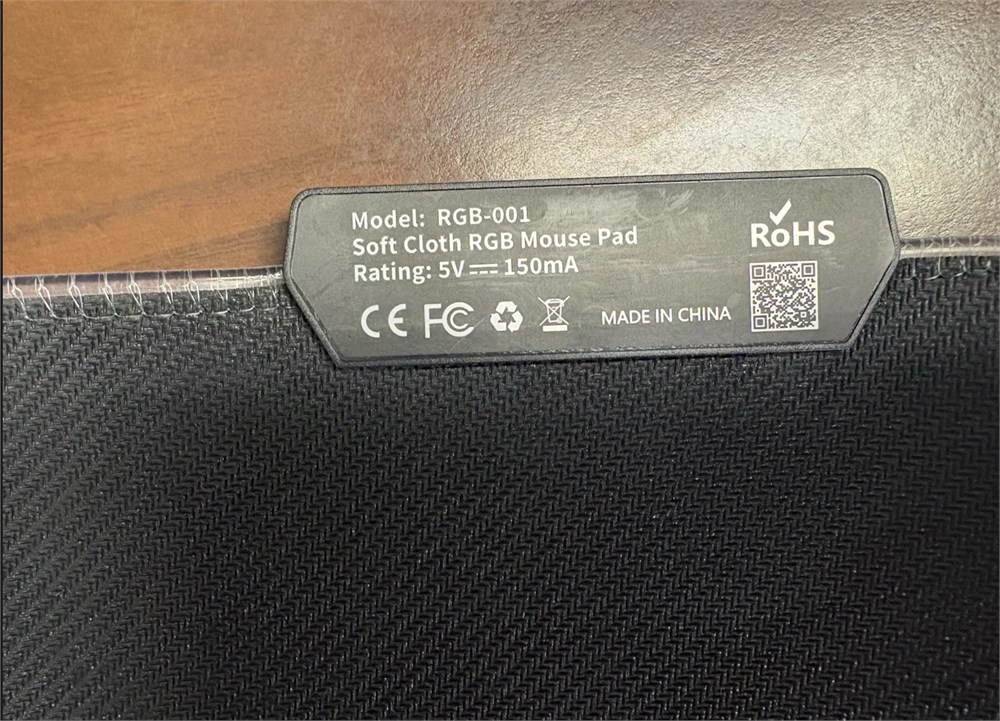 Model: RGB-001
Soft Cloth RGB Mouse Pad
Rating: 5V⎓150mA
CE FC MADE IN CHINA
RoHS